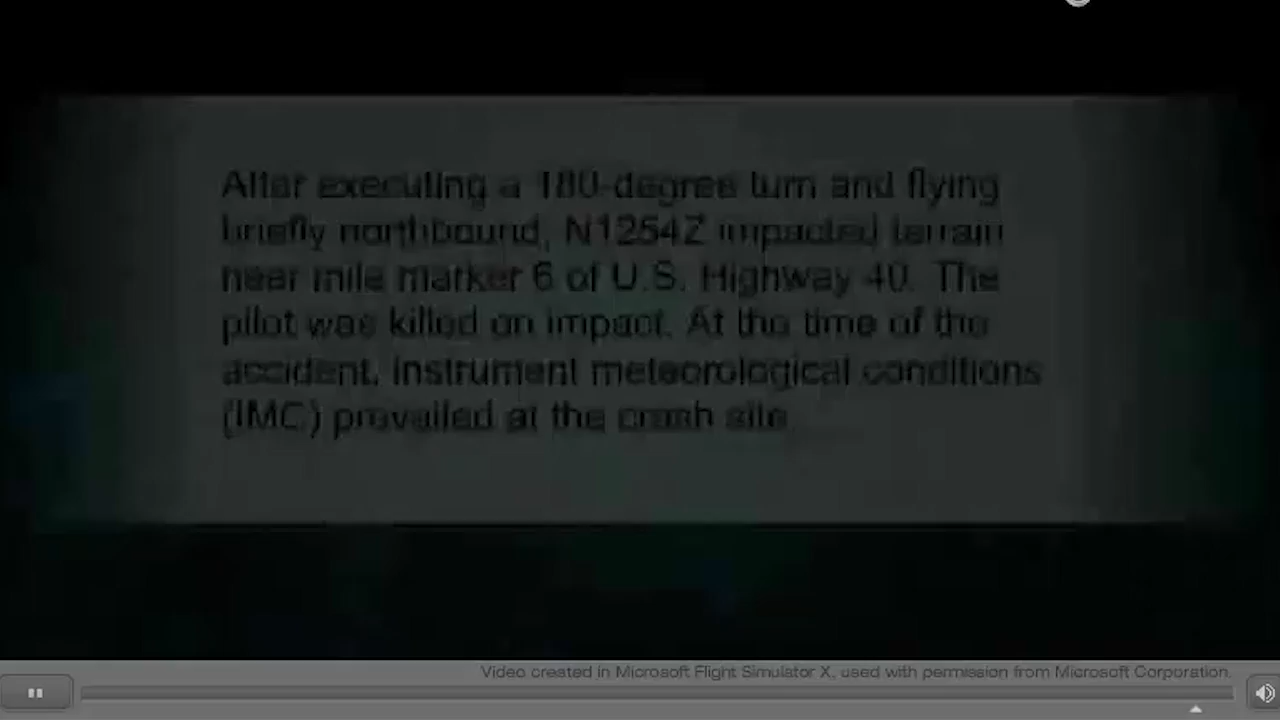 After executing a 180-degree turn and flying
briefly northbound, N1254Z impacted terrain
near mile marker 6 of U.S. Highway 40. The
pilot was killed on impact. At the time of the
accident, instrument meteorological conditions
(IMC) prevailed at the crash site.
Video created in Microsoft Flight Simulator X, used with permission from Microsoft Corporation.